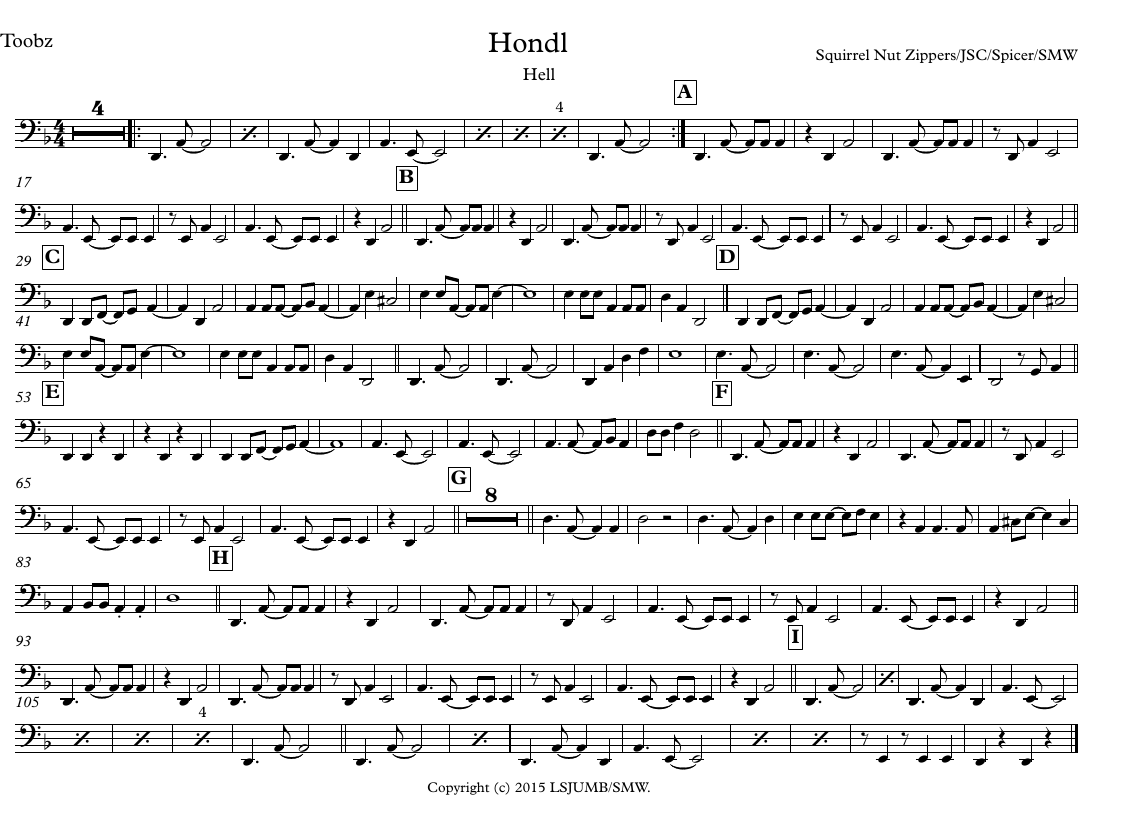 Toobz
Hondl
Hell
Squirrel Nut Zippers/JSC/Spicer/SMW
4
4
A
17
B
29
C
D
41
53
E
F
65
G
8
83
H
93
I
105
4
Copyright (c) 2015 LSJUMB/SMW.